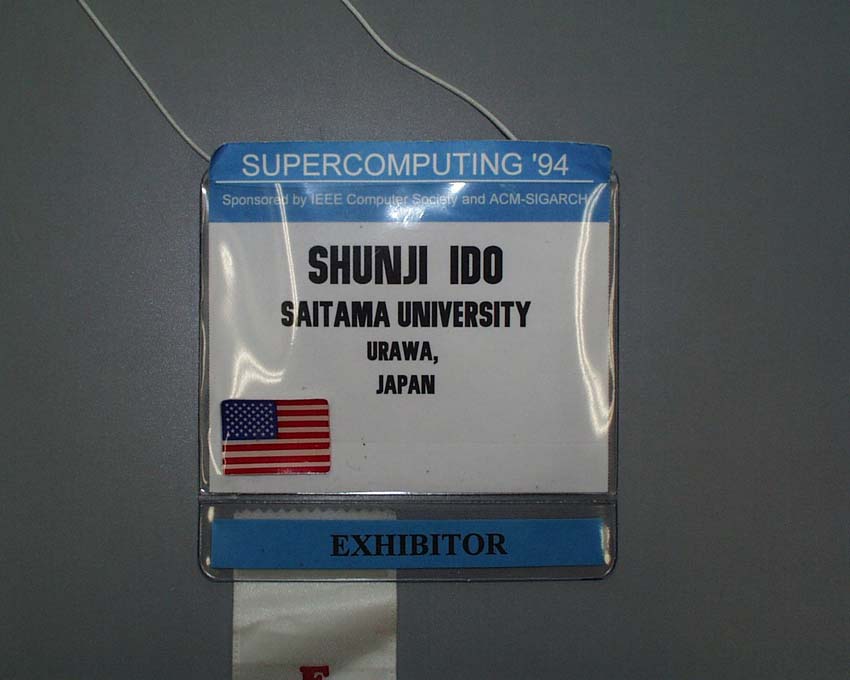 SUPERCOMPUTING '94
Sponsored by IEEE Computer Society and ACM-SIGARCH
SHUNJI IDO
SAITAMA UNIVERSITY
URAWA,
JAPAN
EXHIBITOR